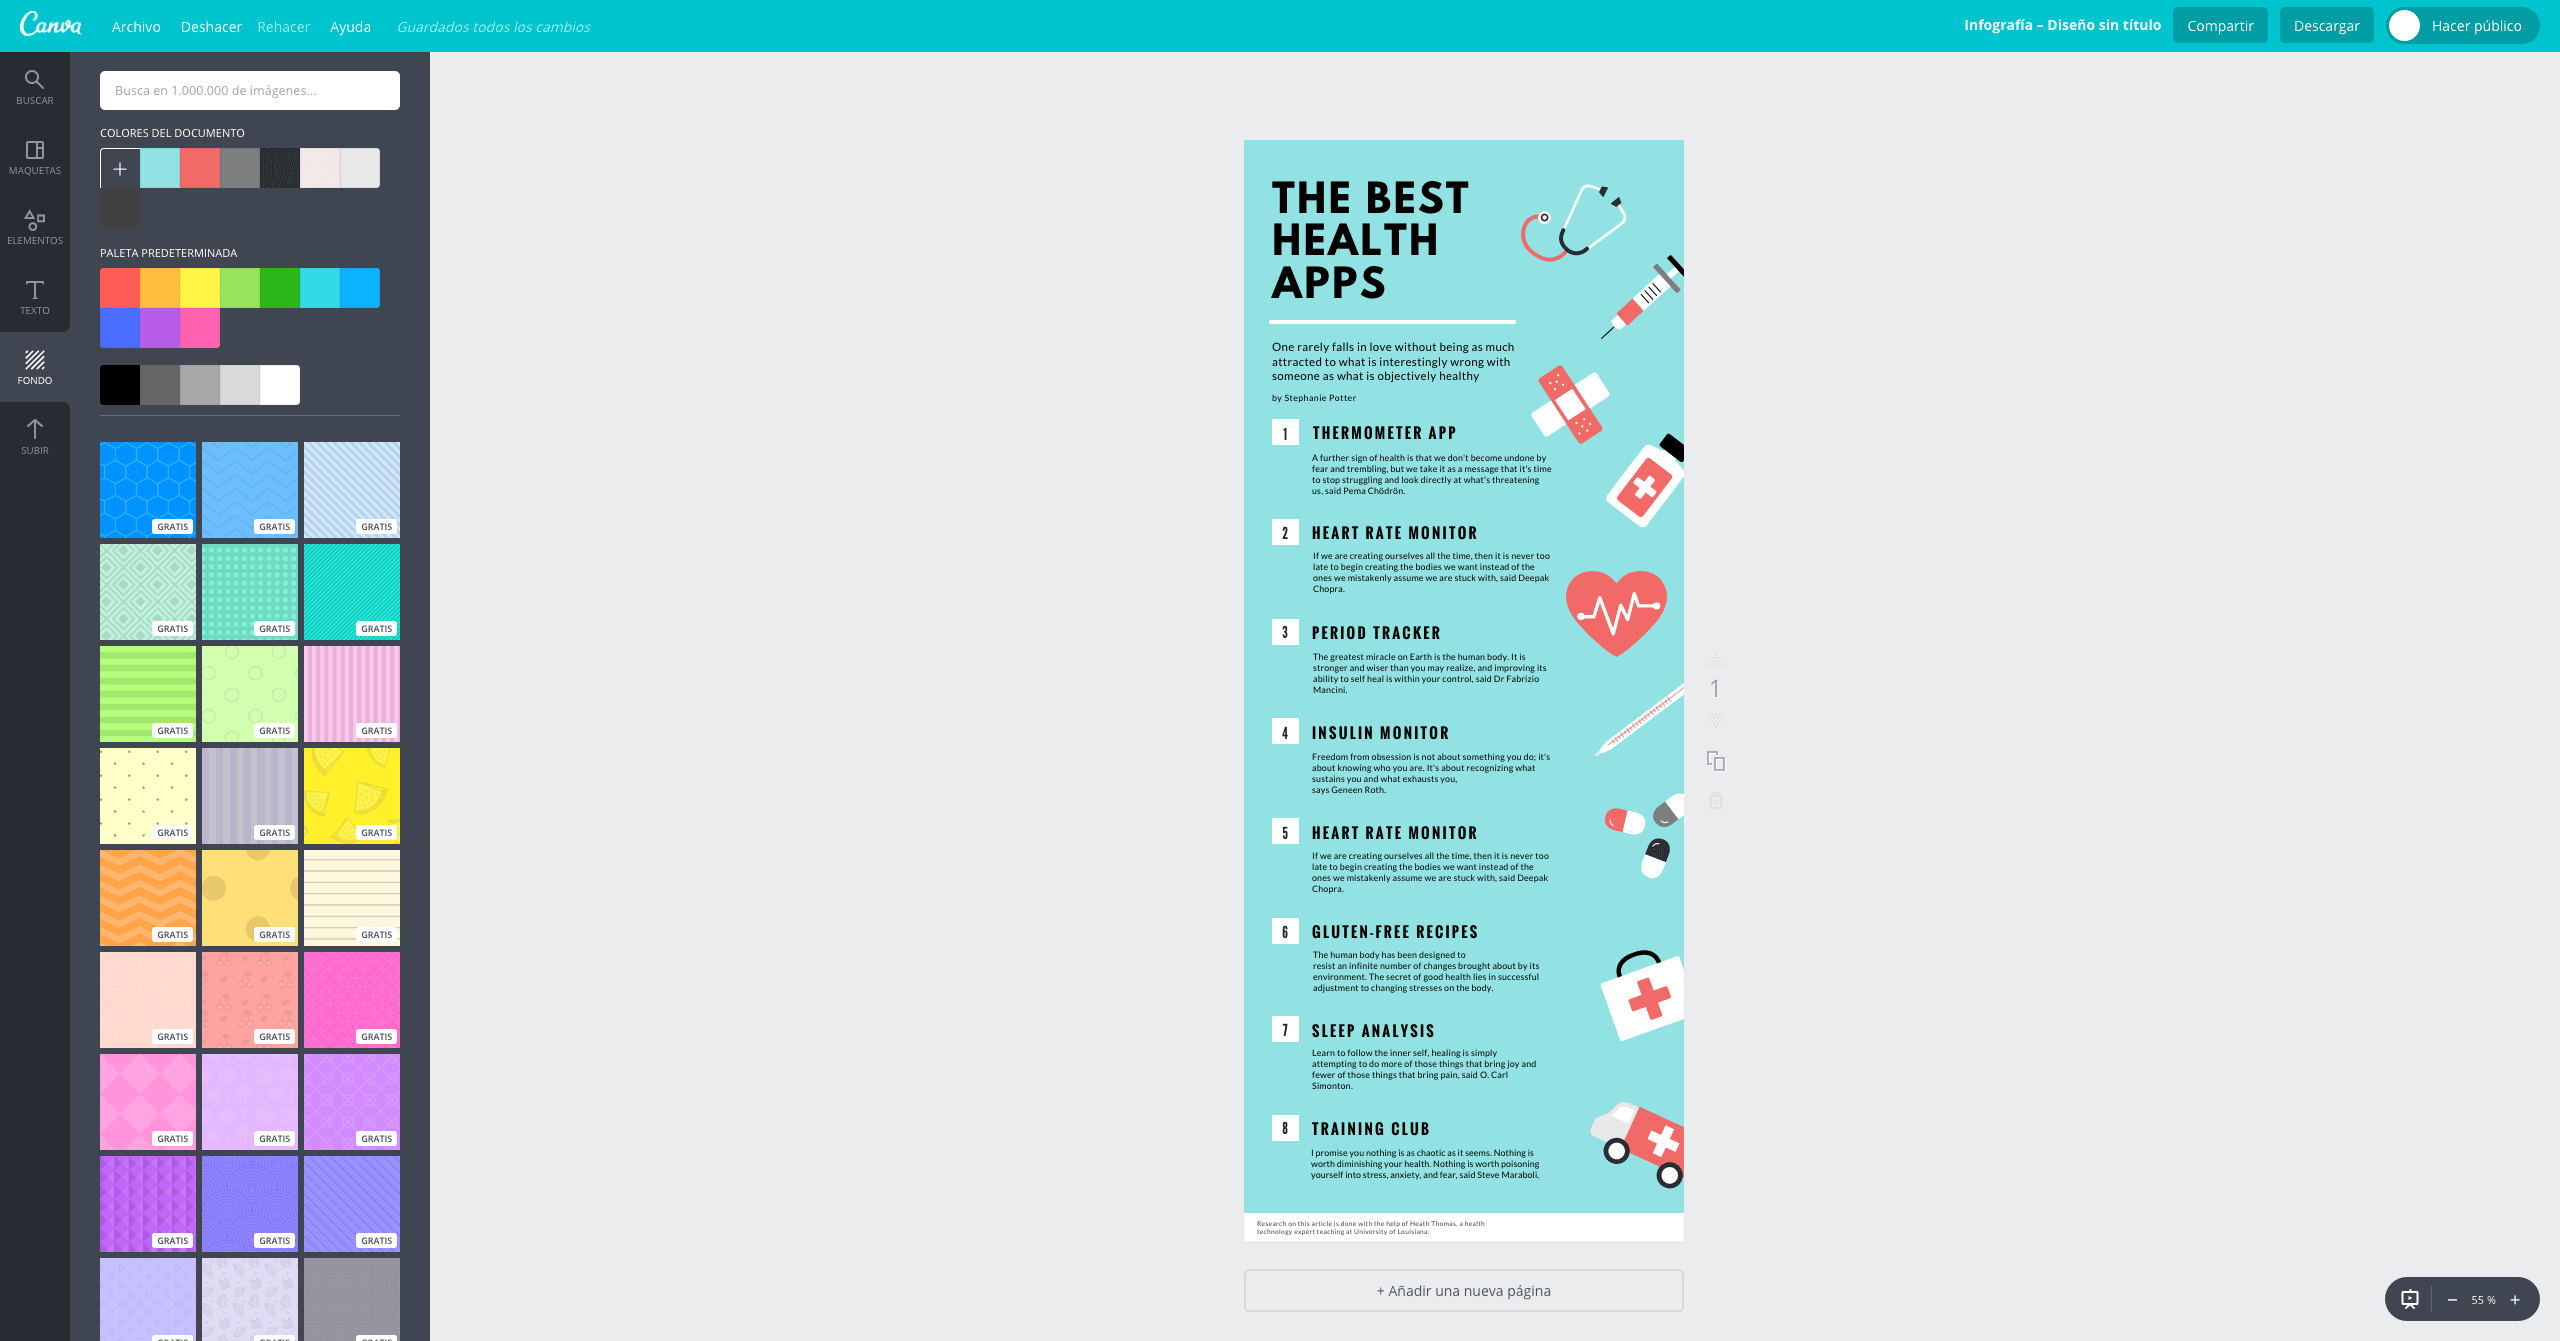 Canva
Archivo Deshacer Rehacer Ayuda Guardados todos los cambios
Infografía – Diseño sin título Compartir Descargar Hacer público
BUSCAR
MAQUETAS
ELEMENTOS
TEXTO
FONDO
SUBIR
Busca en 1.000.000 de imágenes...
COLORES DEL DOCUMENTO
+
PALETA PREDETERMINADA
GRATIS GRATIS GRATIS
GRATIS GRATIS GRATIS
GRATIS GRATIS GRATIS
GRATIS GRATIS GRATIS
GRATIS GRATIS GRATIS
GRATIS GRATIS GRATIS
GRATIS GRATIS GRATIS
GRATIS GRATIS GRATIS
GRATIS GRATIS GRATIS
THE BEST
HEALTH
APPS
One rarely falls in love without being as much
attracted to what is interestingly wrong with
someone as what is objectively healthy
by Stephanie Potter
1 THERMOMETER APP
A further sign of health is that we don't become undone by
fear and trembling, but we take it as a message that it's time
to stop struggling and look directly at what's threatening
us, said Pema Chödrön.
2 HEART RATE MONITOR
If we are creating ourselves all the time, then it is never too
late to begin creating the bodies we want instead of the
ones we mistakenly assume we are stuck with, said Deepak
Chopra.
3 PERIOD TRACKER
The greatest miracle on Earth is the human body. It is
stronger and wiser than you may realize, and improving its
ability to self heal is within your control, said Dr Fabrizio
Mancini.
4 INSULIN MONITOR
Freedom from obsession is not about something you do; it's
about knowing who you are. It's about recognizing what
sustains you and what exhausts you,
says Geneen Roth.
5 HEART RATE MONITOR
If we are creating ourselves all the time, then it is never too
late to begin creating the bodies we want instead of the
ones we mistakenly assume we are stuck with, said Deepak
Chopra.
6 GLUTEN-FREE RECIPES
The human body has been designed to
resist an infinite number of changes brought about by its
environment. The secret of good health lies in successful
adjustment to changing stresses on the body.
7 SLEEP ANALYSIS
Learn to follow the inner self, healing is simply
attempting to do more of those things that bring joy and
fewer of those things that bring pain, said O. Carl
Simonton.
8 TRAINING CLUB
I promise you nothing is as chaotic as it seems. Nothing is
worth diminishing your health. Nothing is worth poisoning
yourself into stress, anxiety, and fear, said Steve Maraboli.
Research on this article is done with the help of Heath Thomas, a health
technology expert teaching at University of Louisiana.
1
+ Añadir una nueva página
− 55 % +